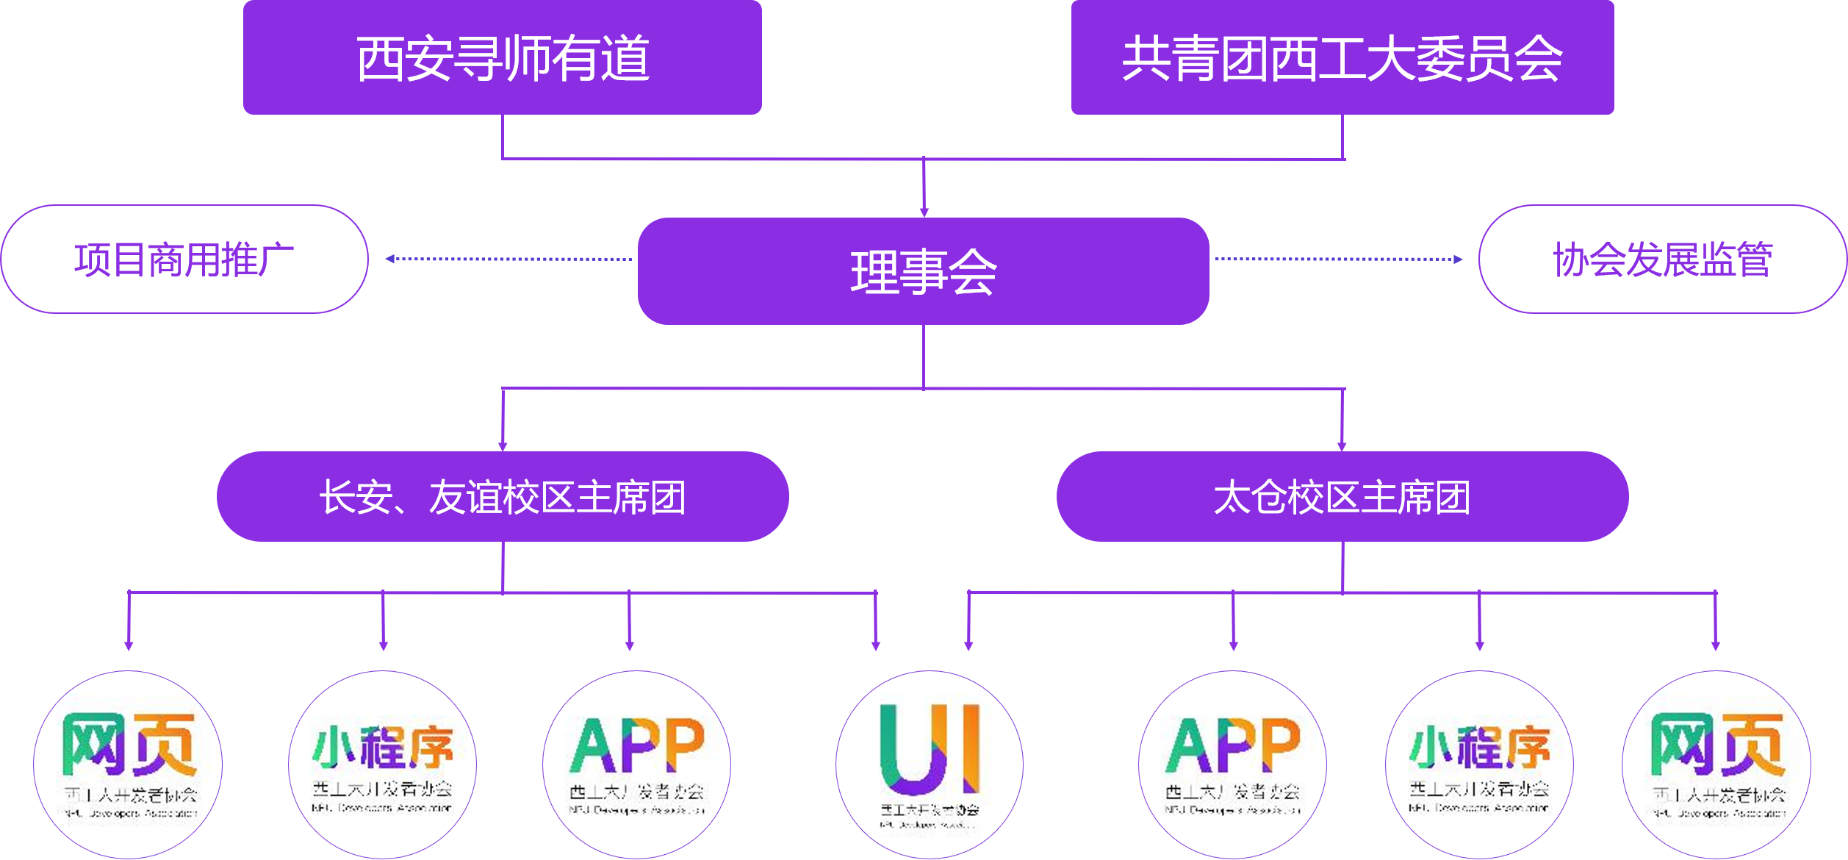 西安寻师有道
共青团西工大委员会
项目商用推广
理事会
协会发展监管
长安、友谊校区主席团
太仓校区主席团
网页
西工大开发者协会
NPU Developers Association
小程序
西工大开发者协会
NPU Developers Association
APP
西工大开发者协会
NPU Developers Association
UI
西工大开发者协会
NPU Developers Association
APP
西工大开发者协会
NPU Developers Association
小程序
西工大开发者协会
NPU Developers Association
网页
西工大开发者协会
NPU Developers Association